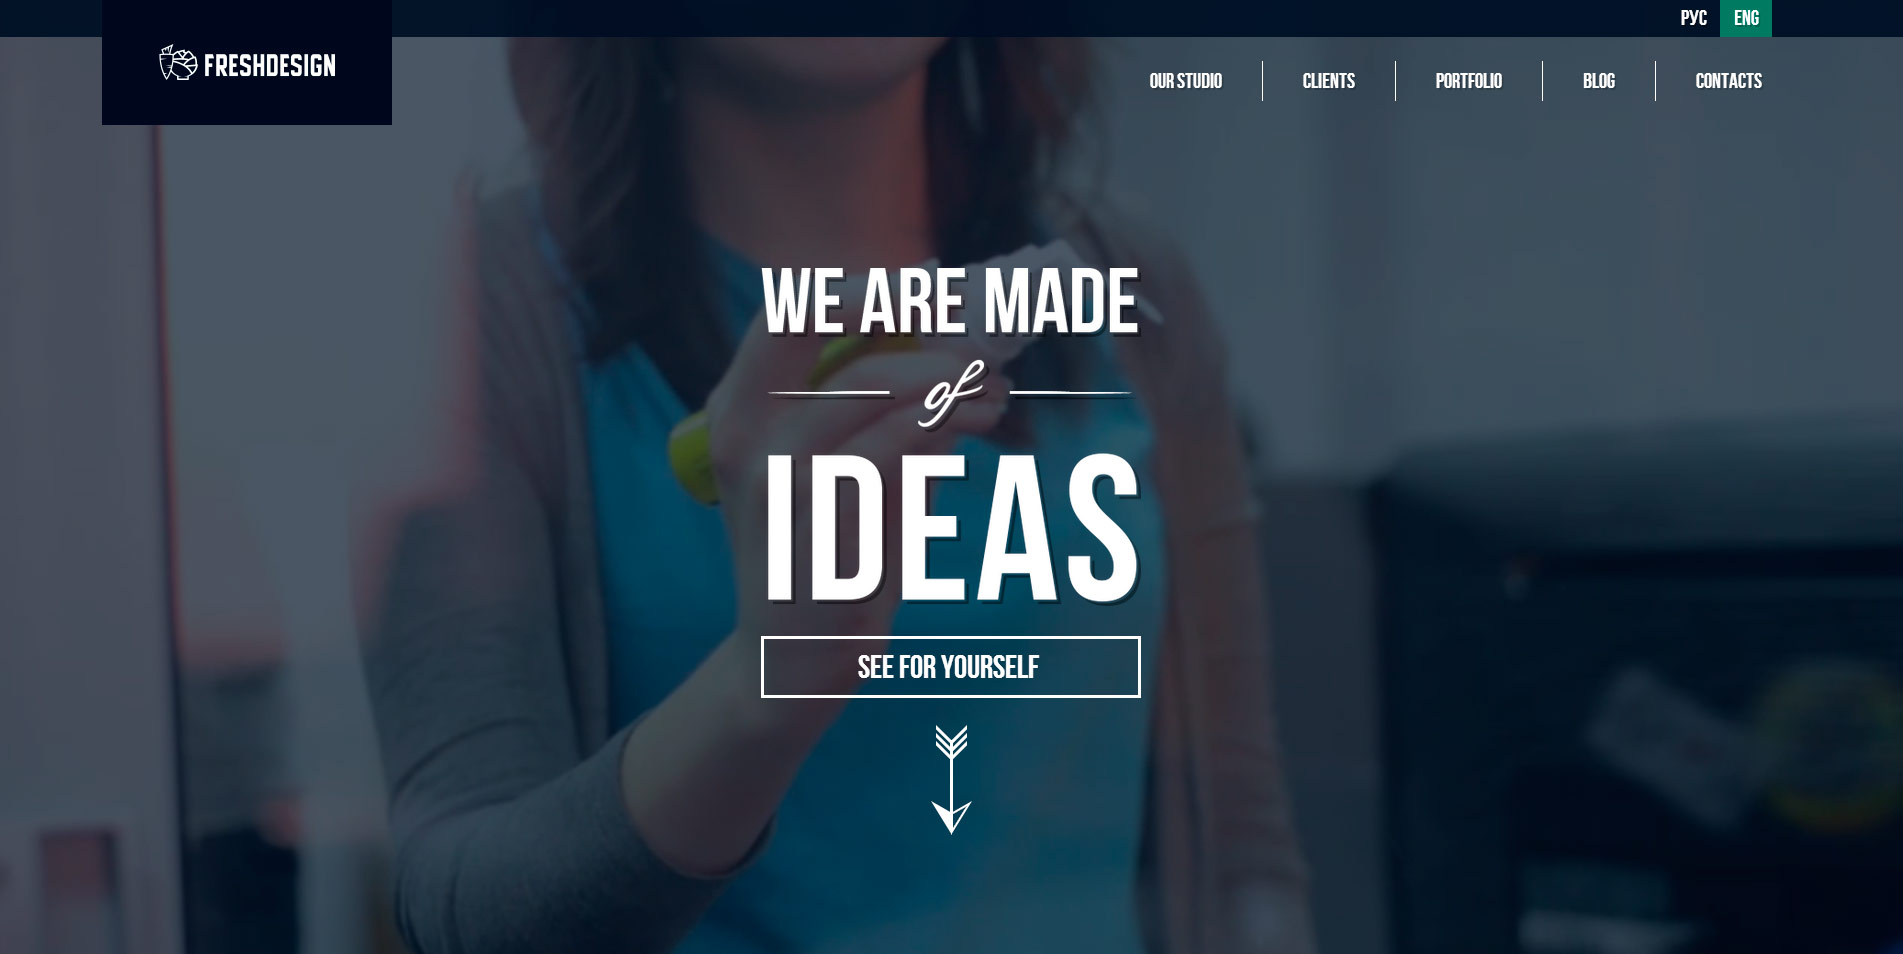 РУС ENG
FRESHDESIGN
OUR STUDIO CLIENTS PORTFOLIO BLOG CONTACTS
WE ARE MADE
of
IDEAS
SEE FOR YOURSELF